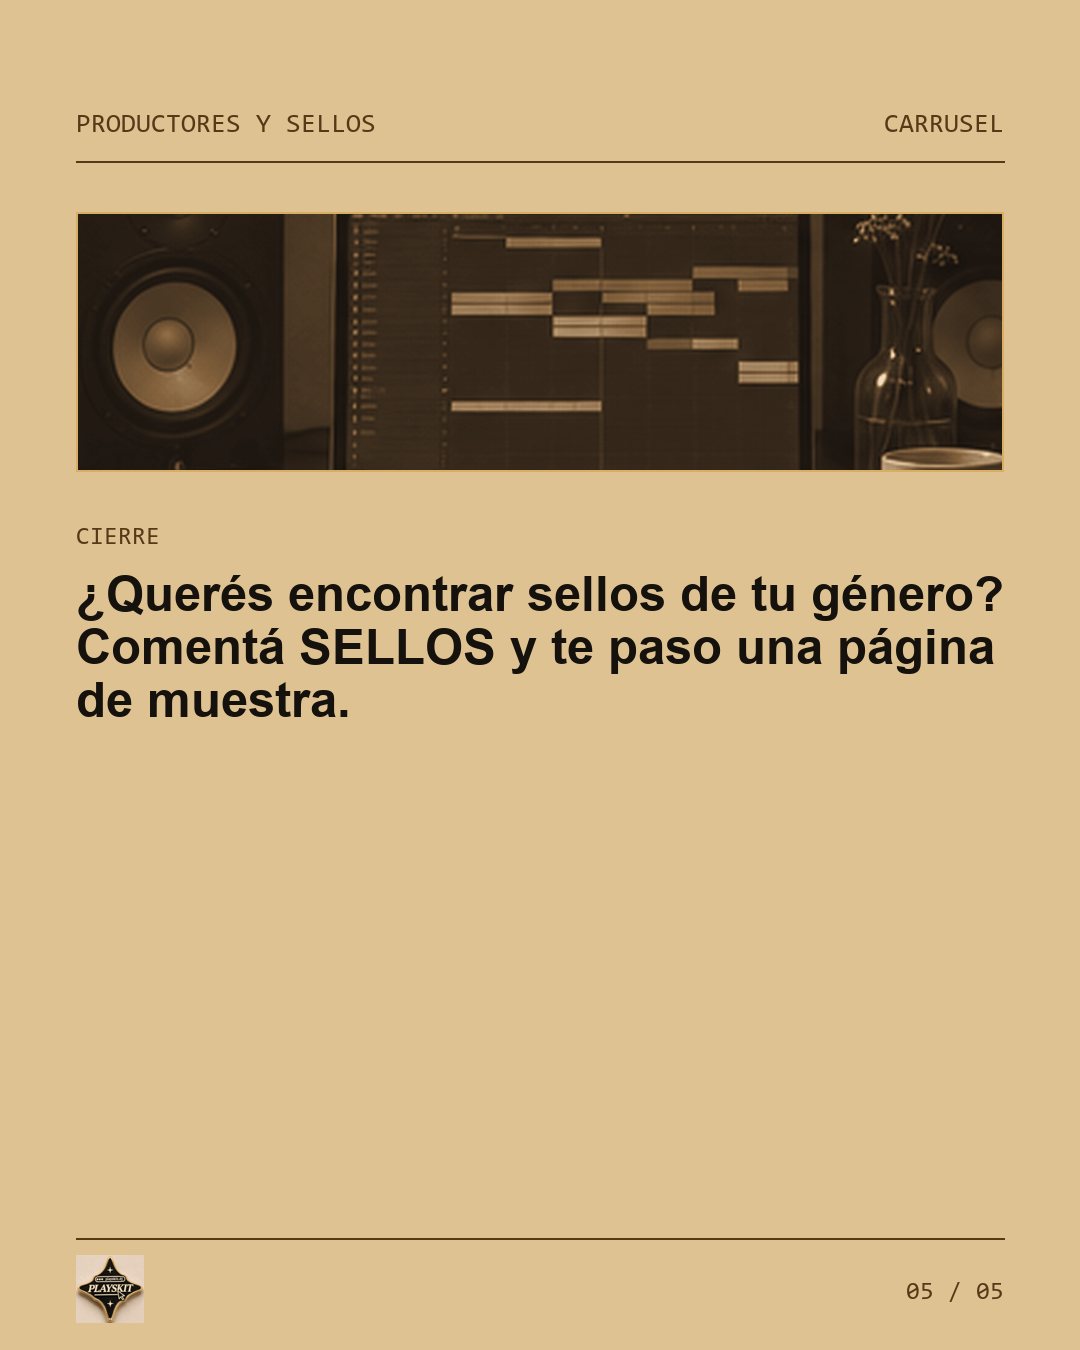 PRODUCTORES Y SELLOS
CARRUSEL
CIERRE
¿Querés encontrar sellos de tu género?
Comentá SELLOS y te paso una página
de muestra.
PLAYSKIT
05 / 05